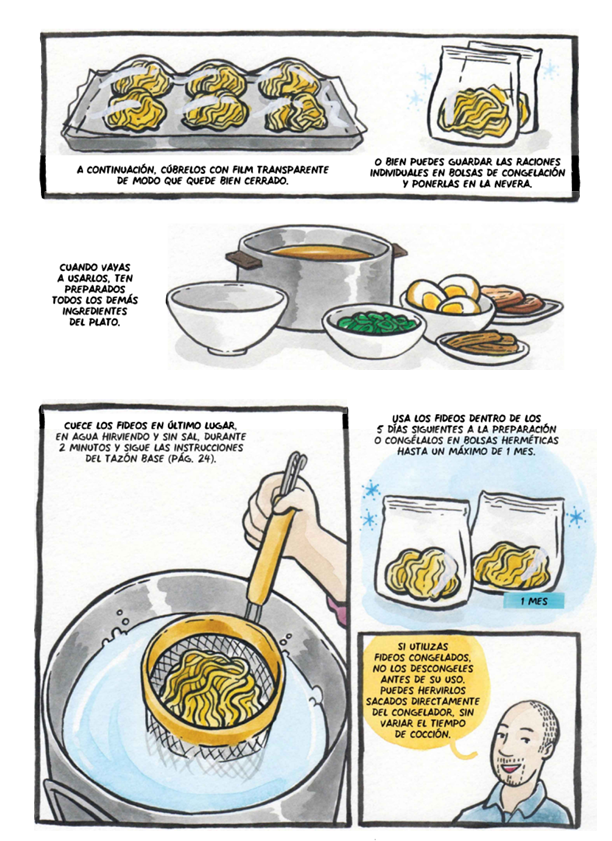 A CONTINUACIÓN, CÚBRELOS CON FILM TRANSPARENTE
DE MODO QUE QUEDE BIEN CERRADO.
O BIEN PUEDES GUARDAR LAS RACIONES
INDIVIDUALES EN BOLSAS DE CONGELACIÓN
Y PONERLAS EN LA NEVERA.
CUANDO VAYAS
A USARLOS, TEN
PREPARADOS
TODOS LOS DEMÁS
INGREDIENTES
DEL PLATO.
CUECE LOS FIDEOS EN ÚLTIMO LUGAR,
EN AGUA HIRVIENDO Y SIN SAL, DURANTE
2 MINUTOS Y SIGUE LAS INSTRUCCIONES
DEL TAZÓN BASE (PÁG. 24).
USA LOS FIDEOS DENTRO DE LOS
5 DÍAS SIGUIENTES A LA PREPARACIÓN
O CONGÉLALOS EN BOLSAS HERMÉTICAS
HASTA UN MÁXIMO DE 1 MES.
1 MES
SI UTILIZAS
FIDEOS CONGELADOS,
NO LOS DESCONGELES
ANTES DE SU USO.
PUEDES HERVIRLOS
SACADOS DIRECTAMENTE
DEL CONGELADOR, SIN
VARIAR EL TIEMPO
DE COCCIÓN.